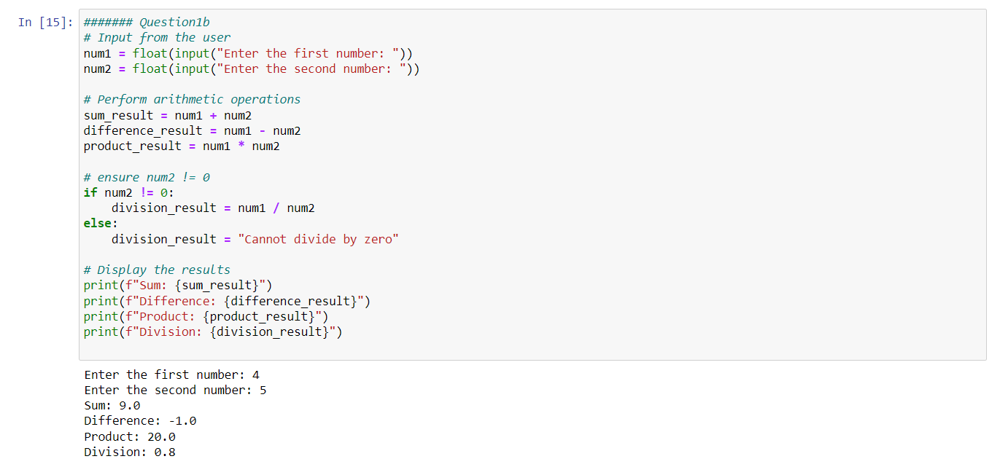 In [15]:
####### Question1b
# Input from the user
num1 = float(input("Enter the first number: "))
num2 = float(input("Enter the second number: "))
# Perform arithmetic operations
sum_result = num1 + num2
difference_result = num1 - num2
product_result = num1 * num2
# ensure num2 != 0
if num2 != 0:
    division_result = num1 / num2
else:
    division_result = "Cannot divide by zero"
# Display the results
print(f"Sum: {sum_result}")
print(f"Difference: {difference_result}")
print(f"Product: {product_result}")
print(f"Division: {division_result}")
Enter the first number: 4
Enter the second number: 5
Sum: 9.0
Difference: -1.0
Product: 20.0
Division: 0.8